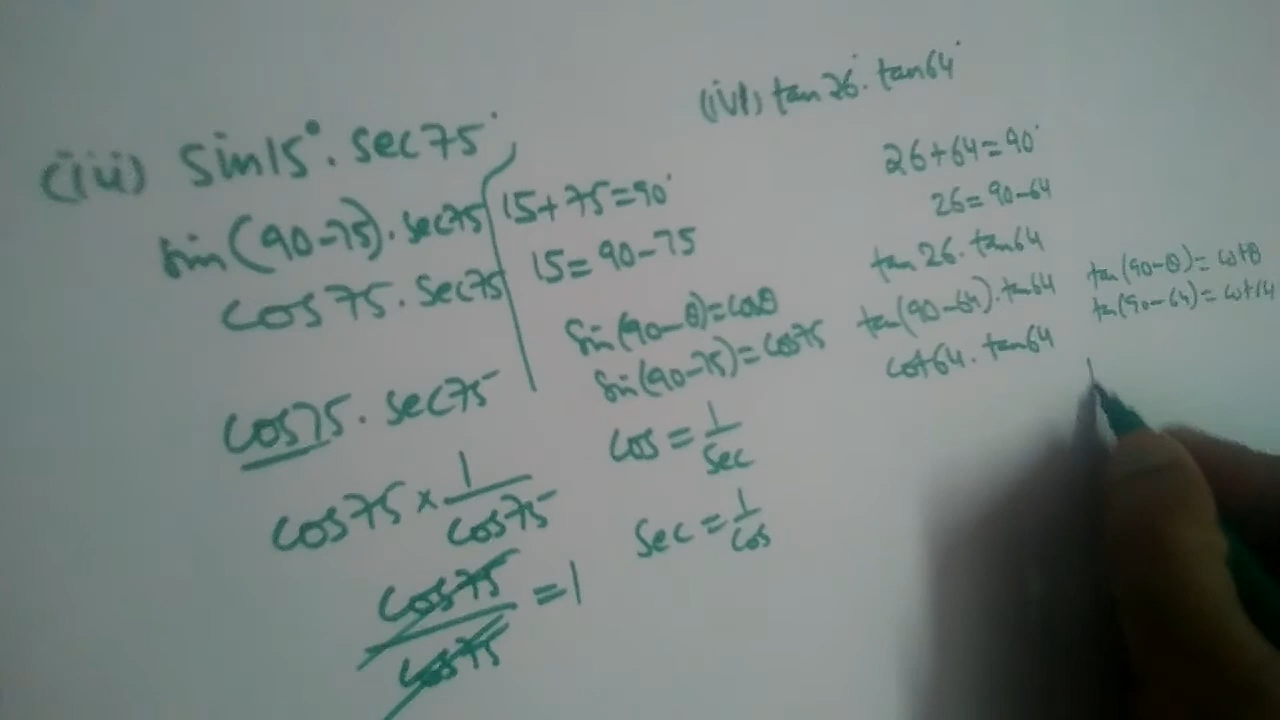 (iii) sin15°. sec75°
sin(90-75). sec75
cos75. sec75
15+75=90°
15=90-75
sin(90-θ)=cosθ
sin(90-75)=cos75
cos75. sec75
cos75 × 1/cos75
cos75/cos75 =1
cos = 1/sec
sec = 1/cos
(iv) tan26°. tan64°
26+64=90°
26=90-64
tan26. tan64
tan(90-64). tan64
cot64. tan64
tan(90-θ)= cotθ
tan(90-64)= cot64